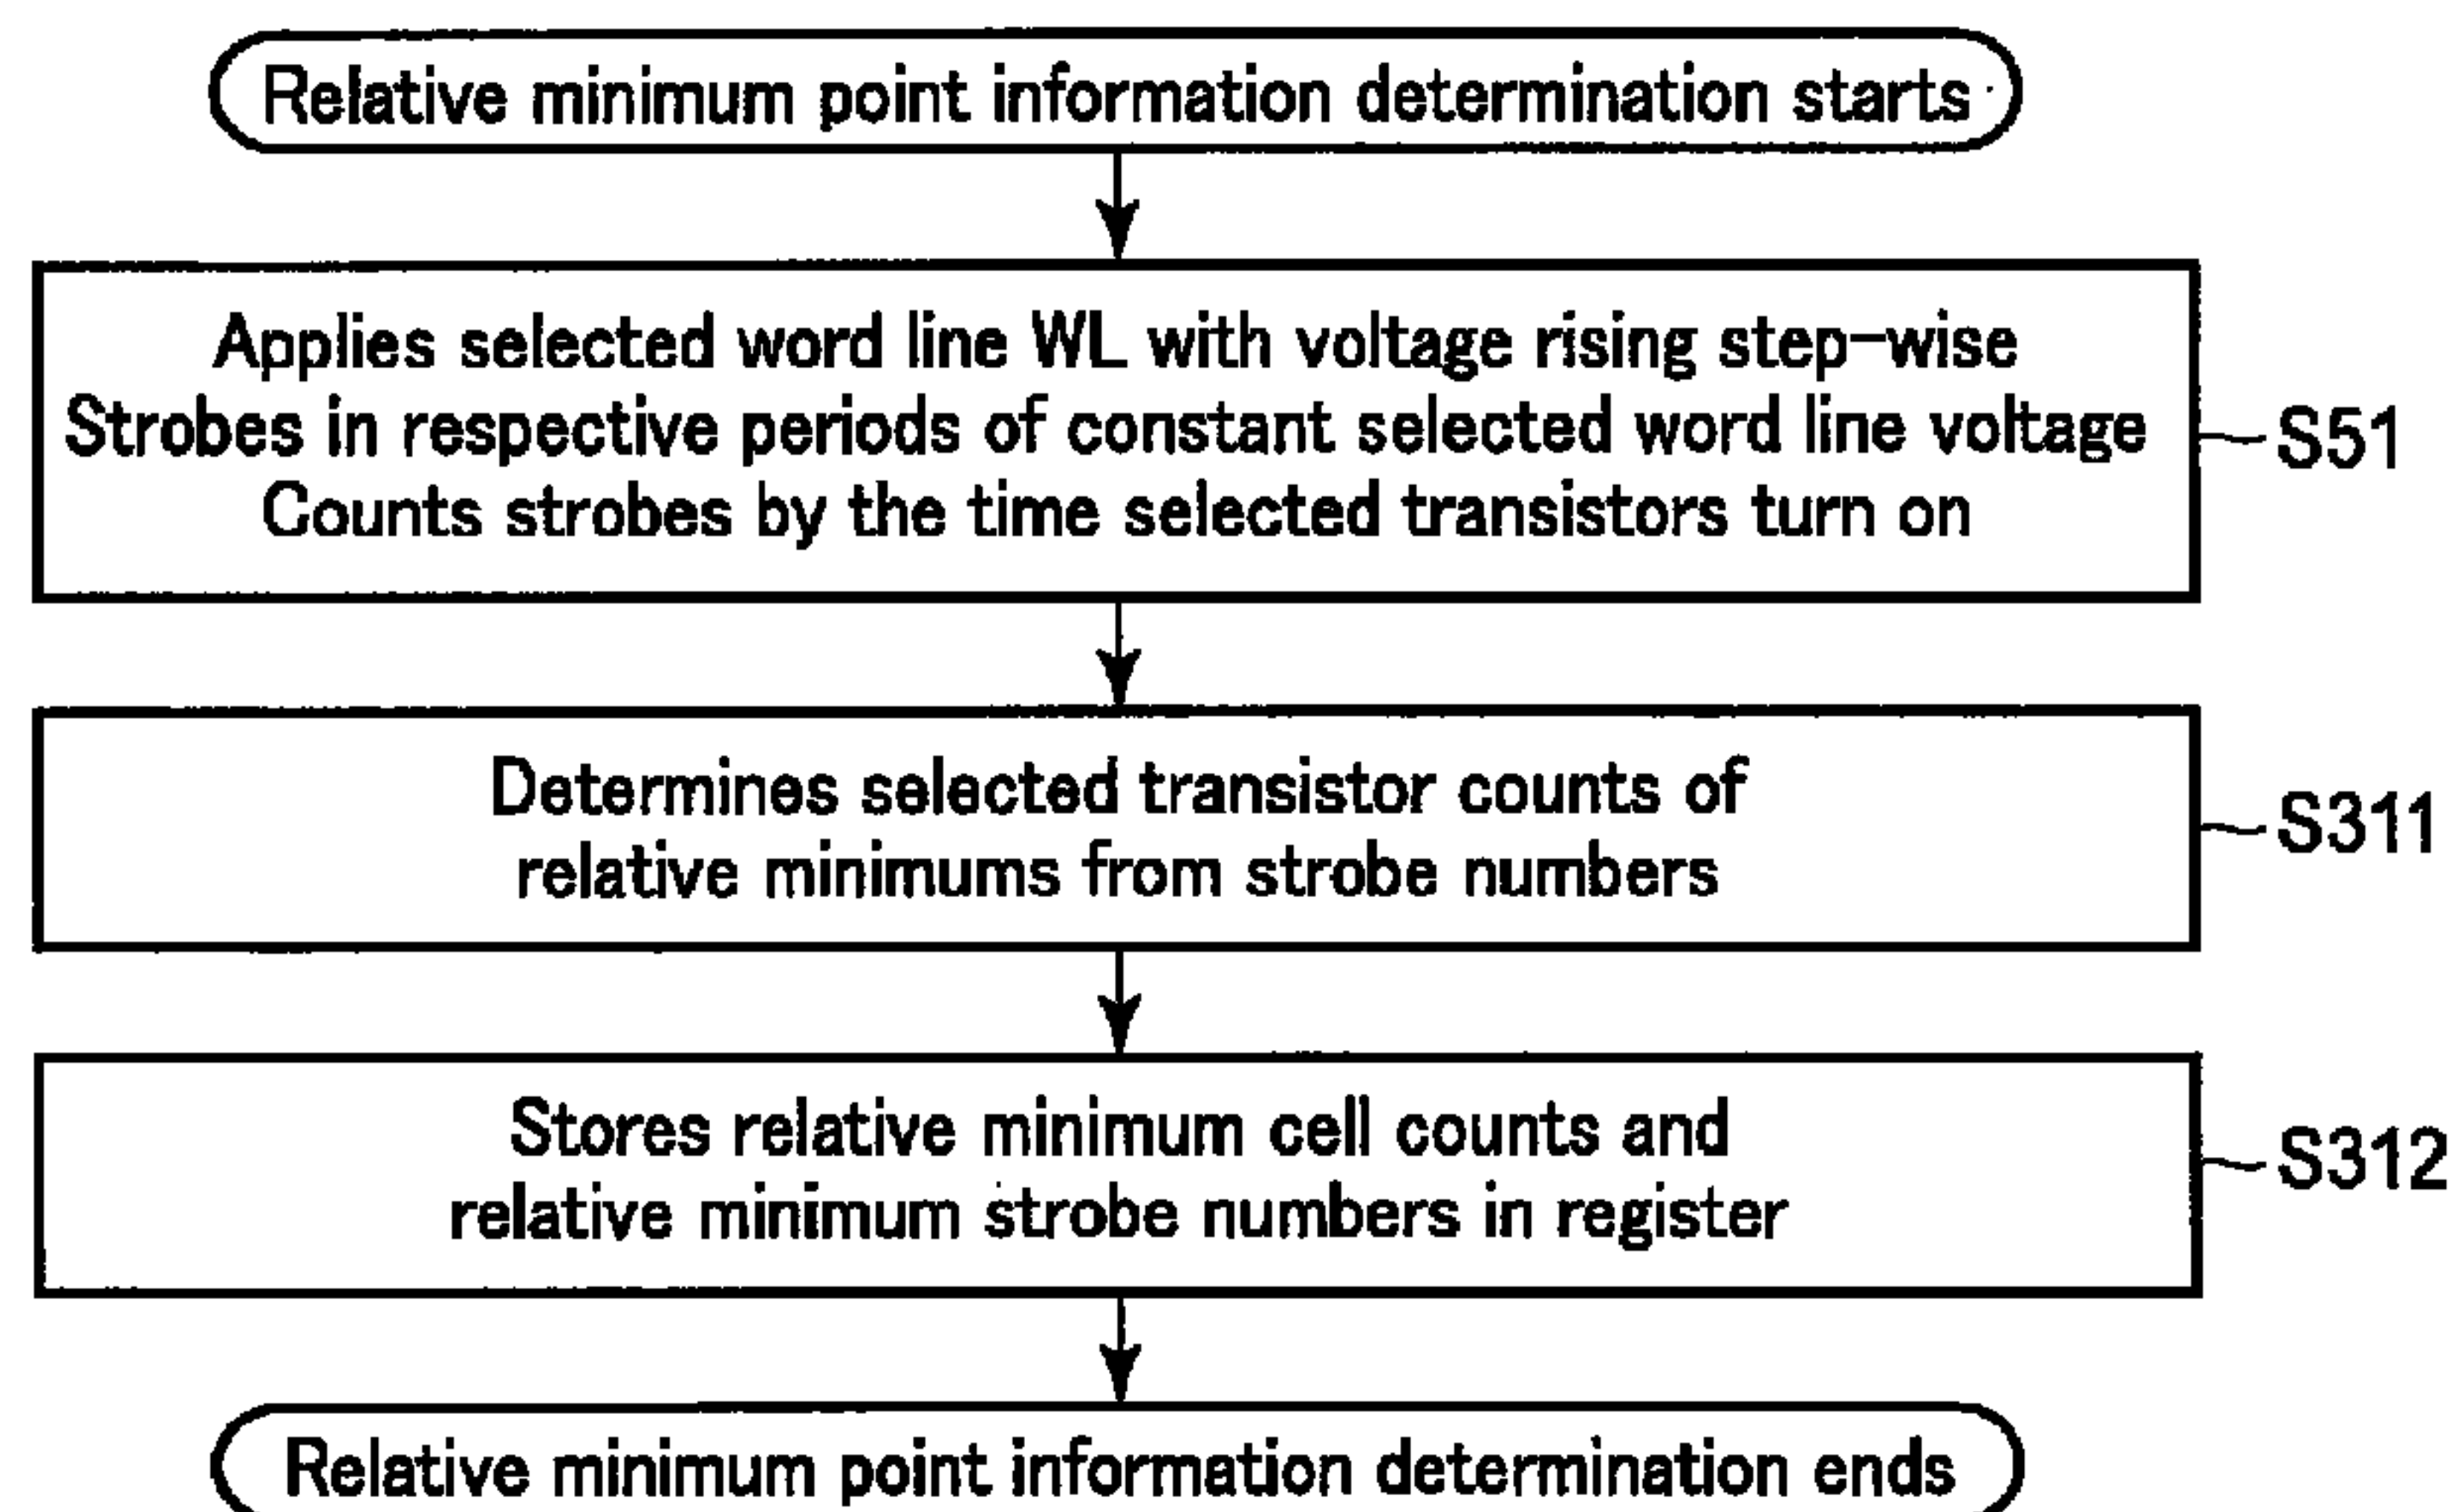 Relative minimum point information determination starts
Applies selected word line WL with voltage rising step-wise
Strobes in respective periods of constant selected word line voltage
Counts strobes by the time selected transistors turn on
S51
Determines selected transistor counts of
relative minimums from strobe numbers
S311
Stores relative minimum cell counts and
relative minimum strobe numbers in register
S312
Relative minimum point information determination ends